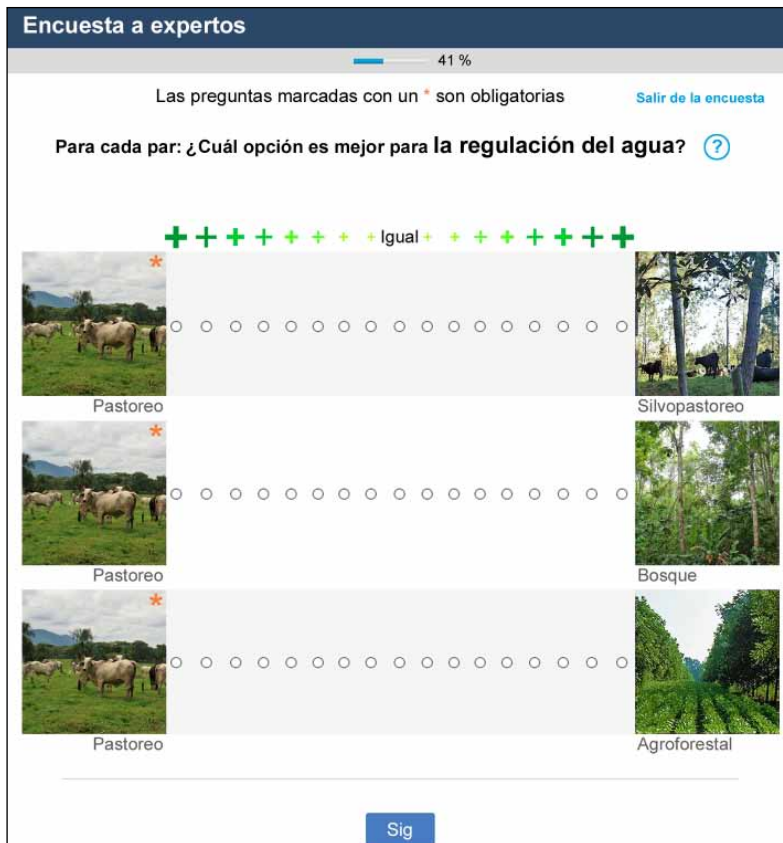 Encuesta a expertos
41 %
Las preguntas marcadas con un * son obligatorias
Salir de la encuesta
Para cada par: ¿Cuál opción es mejor para la regulación del agua? ?
+ + + + + + + + Igual + + + + + + + +
*
Pastoreo
Silvopastoreo
*
Pastoreo
Bosque
*
Pastoreo
Agroforestal
Sig